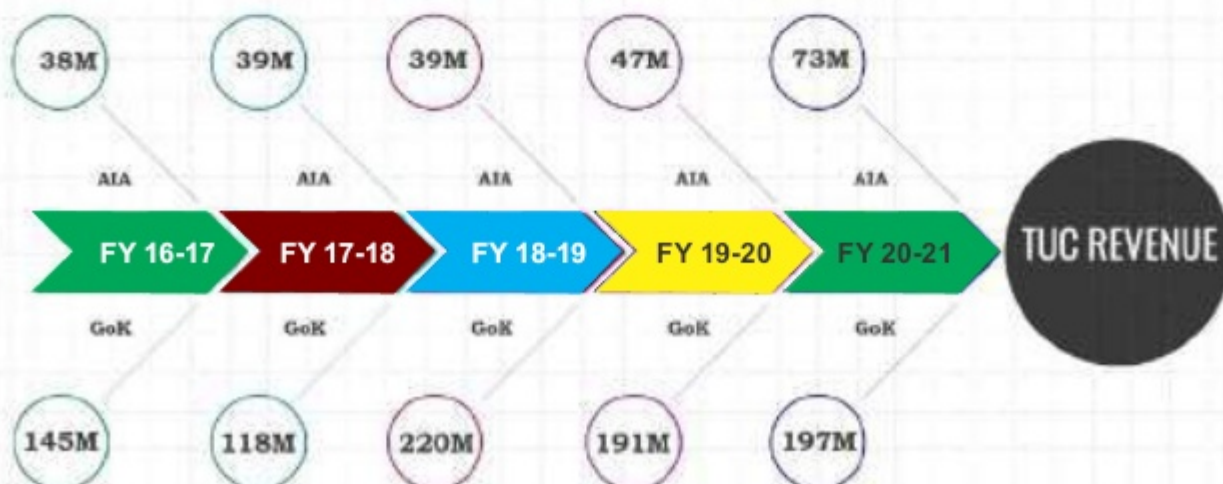 38M 39M 39M 47M 73M
AIA AIA AIA AIA AIA
FY 16-17 FY 17-18 FY 18-19 FY 19-20 FY 20-21 TUC REVENUE
GoK GoK GoK GoK GoK
145M 118M 220M 191M 197M